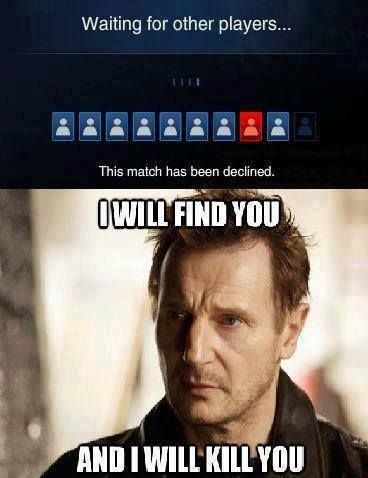 Waiting for other players...
This match has been declined.
I WILL FIND YOU
AND I WILL KILL YOU